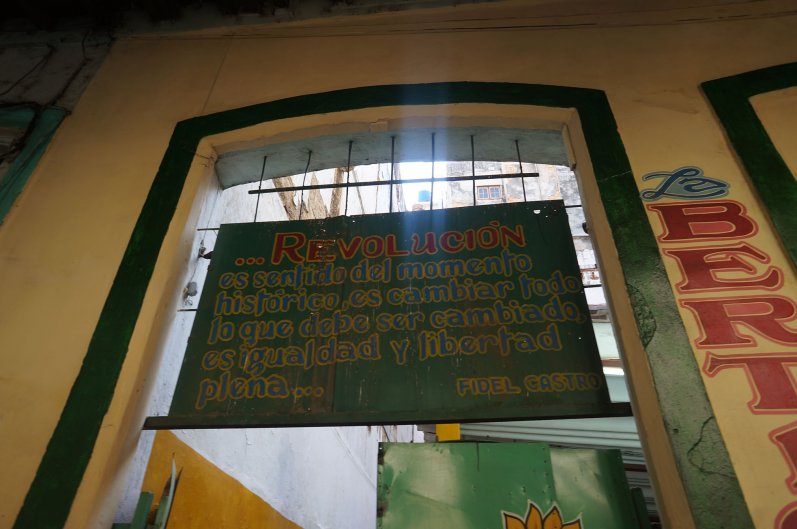 ...REVOLUCIÓN
es sentido del momento
histórico, es cambiar todo
lo que debe ser cambiado,
es igualdad y libertad
plena...
FIDEL CASTRO
La
BERT